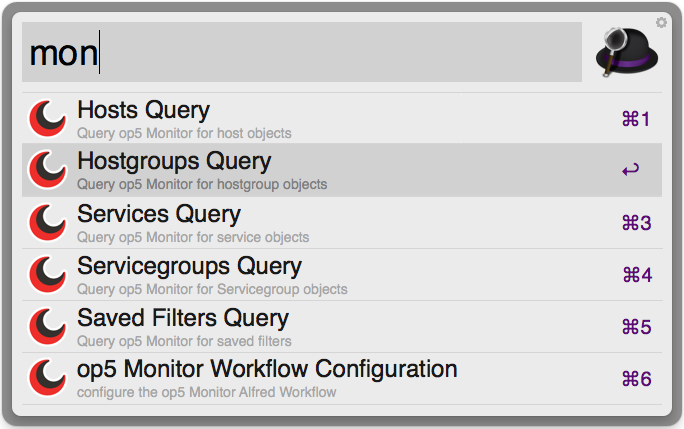 mon
Hosts Query
Query op5 Monitor for host objects
⌘1
Hostgroups Query
Query op5 Monitor for hostgroup objects
↩
Services Query
Query op5 Monitor for service objects
⌘3
Servicegroups Query
Query op5 Monitor for Servicegroup objects
⌘4
Saved Filters Query
Query op5 Monitor for saved filters
⌘5
op5 Monitor Workflow Configuration
configure the op5 Monitor Alfred Workflow
⌘6